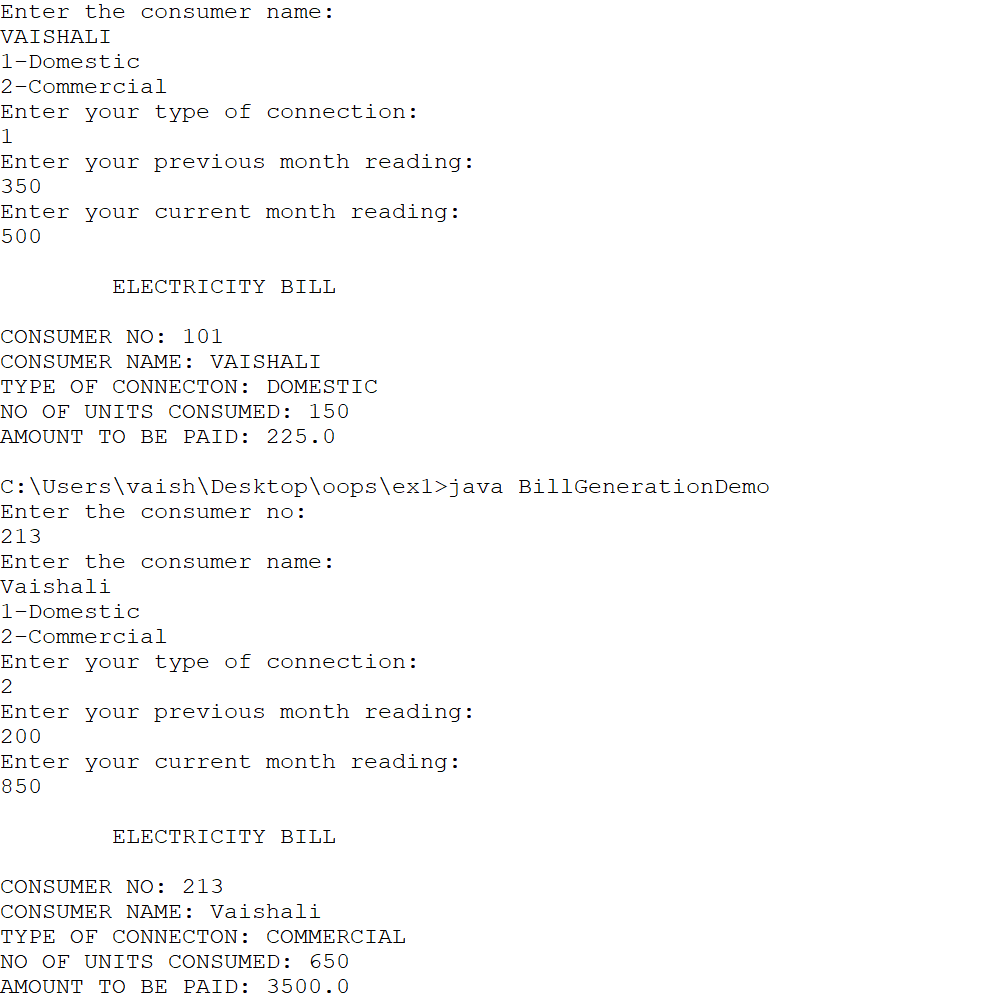 Enter the consumer name:
VAISHALI
1-Domestic
2-Commercial
Enter your type of connection:
1
Enter your previous month reading:
350
Enter your current month reading:
500
ELECTRICITY BILL
CONSUMER NO: 101
CONSUMER NAME: VAISHALI
TYPE OF CONNECTON: DOMESTIC
NO OF UNITS CONSUMED: 150
AMOUNT TO BE PAID: 225.0
C:\Users\vaish\Desktop\oops\ex1>java BillGenerationDemo
Enter the consumer no:
213
Enter the consumer name:
Vaishali
1-Domestic
2-Commercial
Enter your type of connection:
2
Enter your previous month reading:
200
Enter your current month reading:
850
ELECTRICITY BILL
CONSUMER NO: 213
CONSUMER NAME: Vaishali
TYPE OF CONNECTON: COMMERCIAL
NO OF UNITS CONSUMED: 650
AMOUNT TO BE PAID: 3500.0